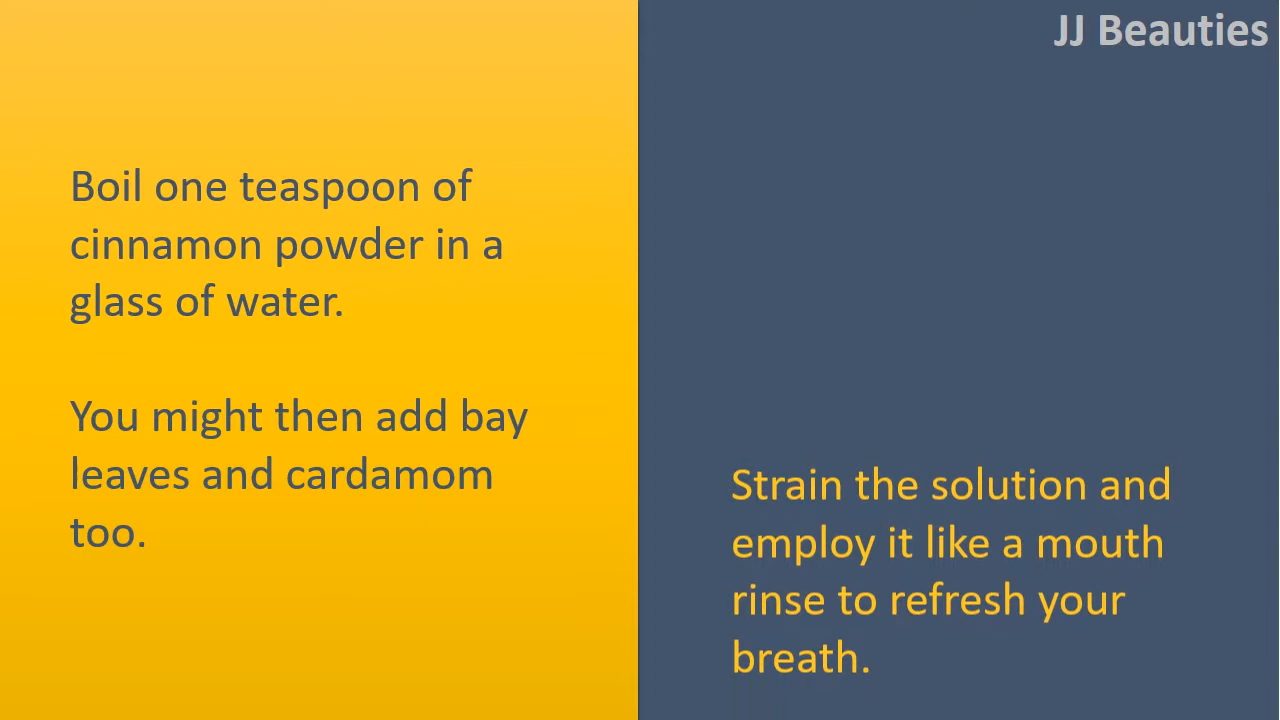 JJ Beauties
Boil one teaspoon of
cinnamon powder in a
glass of water.
You might then add bay
leaves and cardamom
too.
Strain the solution and
employ it like a mouth
rinse to refresh your
breath.